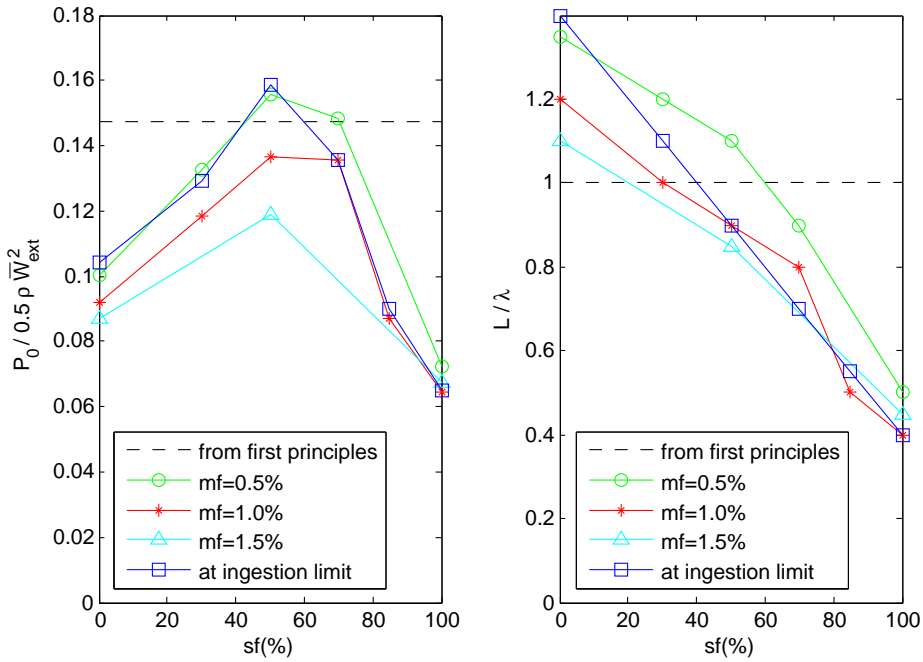 0.18
0.16
0.14
0.12
0.1
0.08
0.06
0.04
0.02
0
P_0 / 0.5 ρ W̅_ext^2
from first principles
mf=0.5%
mf=1.0%
mf=1.5%
at ingestion limit
0 20 40 60 80 100
sf(%)
1.2
1
0.8
0.6
0.4
0.2
0
L / λ
from first principles
mf=0.5%
mf=1.0%
mf=1.5%
at ingestion limit
0 20 40 60 80 100
sf(%)